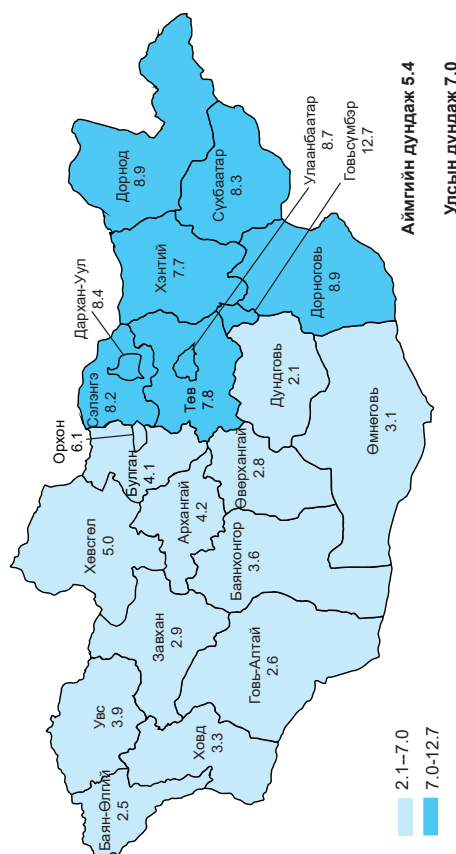 Баян-Өлгий
2.5
Увс
3.9
Ховд
3.3
Завхан
2.9
Говь-Алтай
2.6
Хөвсгөл
5.0
Архангай
4.2
Баянхонгор
3.6
Орхон
6.1
Булган
4.1
Өвөрхангай
2.8
Өмнөговь
3.1
Дархан-Уул
8.4
Сэлэнгэ
8.2
Төв
7.8
Дундговь
2.1
Хэнтий
7.7
Дорноговь
8.9
Дорнод
8.9
Сүхбаатар
8.3
Улаанбаатар
8.7
Говьсүмбэр
12.7
2.1–7.0
7.0-12.7
Аймгийн дундаж 5.4
Улсын дундаж 7.0